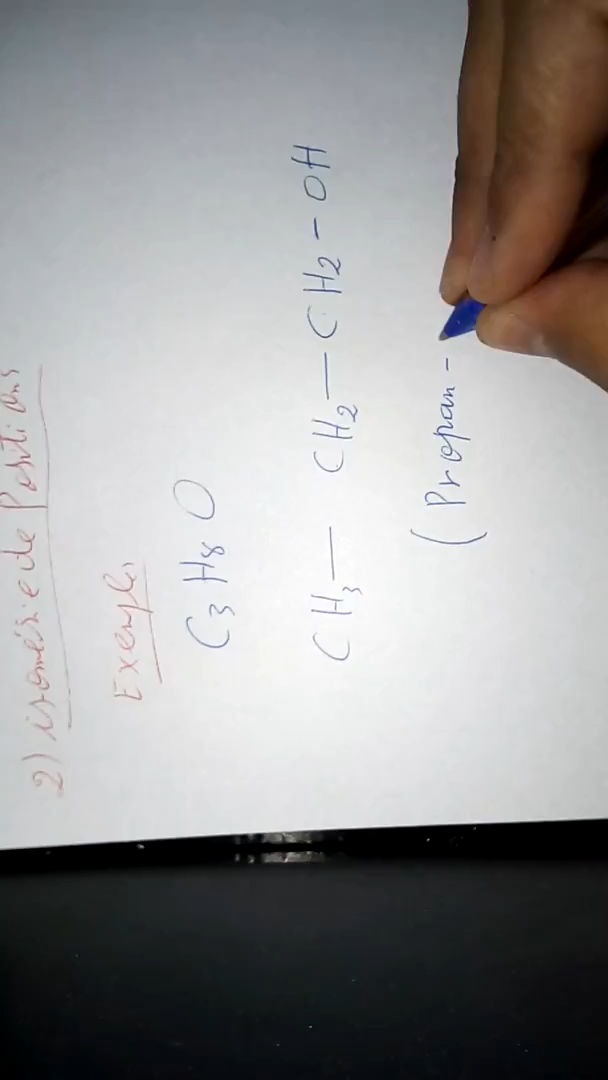 2) isomérie de Positions
Exemple
C3H8O
CH3— CH2—CH2-OH
(Propan-